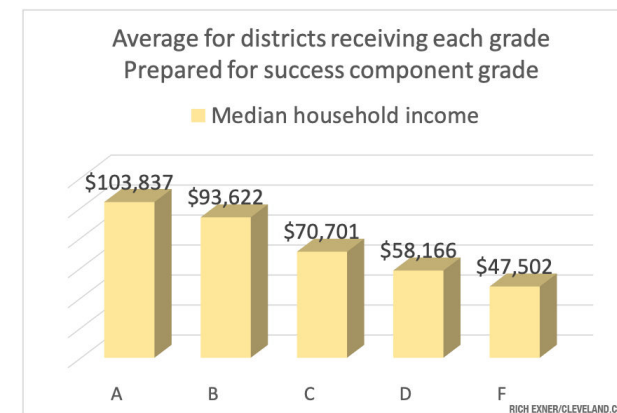 Average for districts receiving each grade
Prepared for success component grade
Median household income
$103,837
$93,622
$70,701
$58,166
$47,502
A B C D F
RICH EXNER/CLEVELAND.C